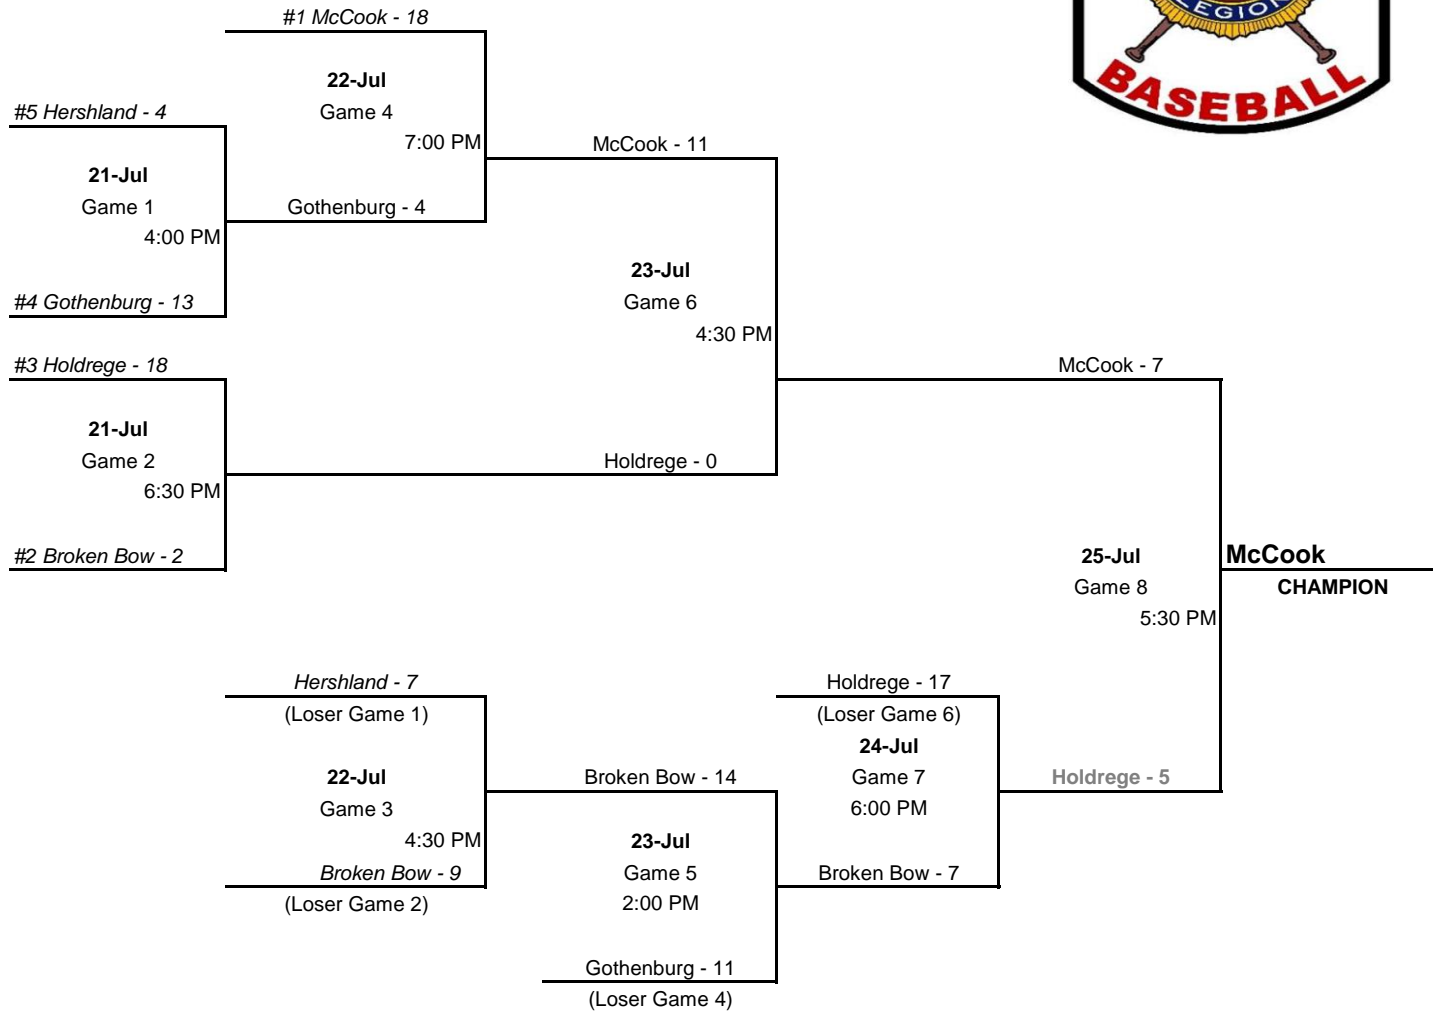 #1 McCook - 18
LEGION
BASEBALL
22-Jul
Game 4
7:00 PM
#5 Hershland - 4
21-Jul
Game 1
4:00 PM
Gothenburg - 4
McCook - 11
#4 Gothenburg - 13
23-Jul
Game 6
4:30 PM
#3 Holdrege - 18
21-Jul
Game 2
6:30 PM
Holdrege - 0
McCook - 7
#2 Broken Bow - 2
25-Jul
Game 8
5:30 PM
McCook
CHAMPION
Hershland - 7
(Loser Game 1)
22-Jul
Game 3
4:30 PM
Broken Bow - 9
(Loser Game 2)
Broken Bow - 14
23-Jul
Game 5
2:00 PM
Gothenburg - 11
(Loser Game 4)
Holdrege - 17
(Loser Game 6)
24-Jul
Game 7
6:00 PM
Broken Bow - 7
Holdrege - 5